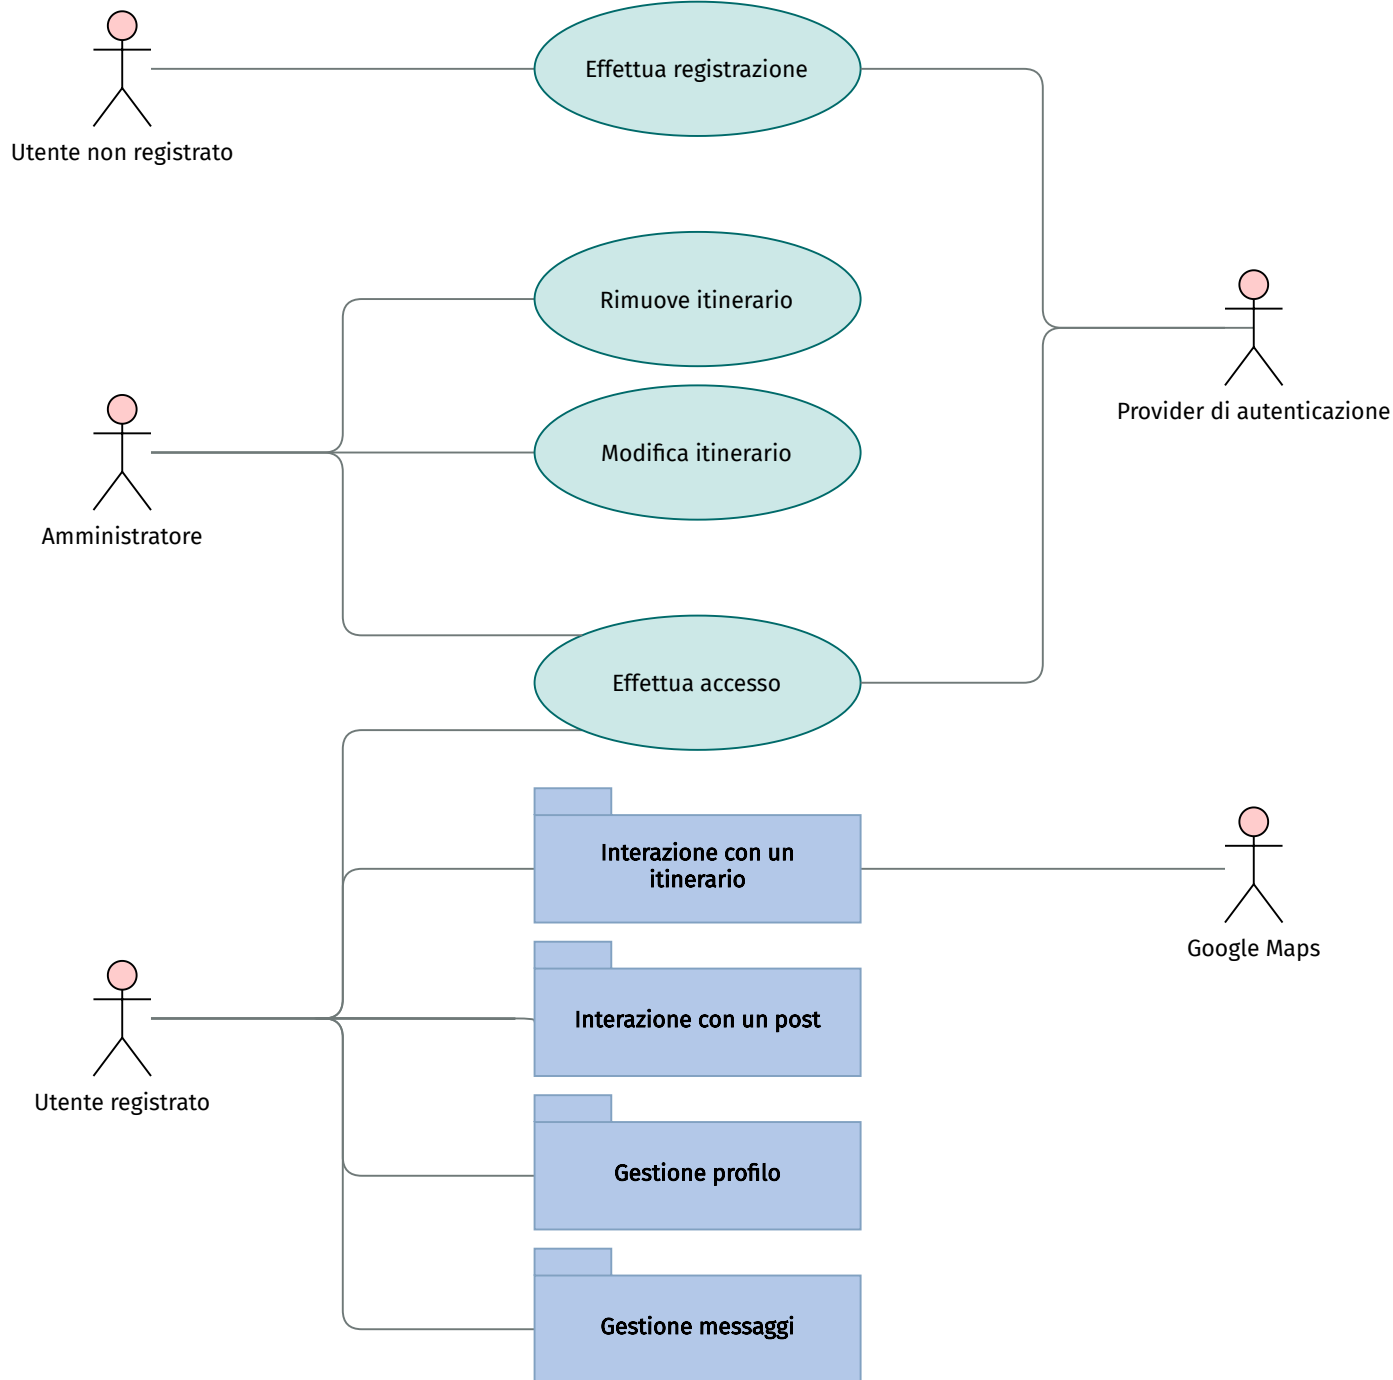 Effettua registrazione
Utente non registrato
Rimuove itinerario
Provider di autenticazione
Modifica itinerario
Amministratore
Effettua accesso
Interazione con un
itinerario
Google Maps
Interazione con un post
Utente registrato
Gestione profilo
Gestione messaggi